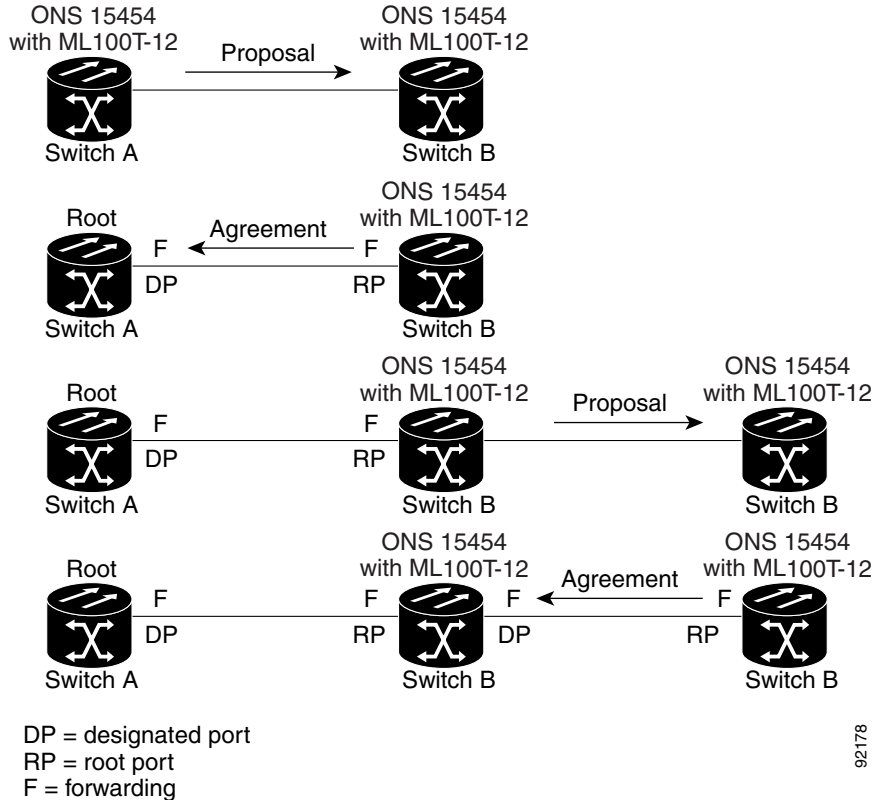 ONS 15454
with ML100T-12
ONS 15454
with ML100T-12
Proposal
Switch A
Switch B
ONS 15454
with ML100T-12
Root
Agreement
F
F
DP
RP
Switch A
Switch B
ONS 15454
with ML100T-12
ONS 15454
with ML100T-12
Root
Proposal
F
F
DP
RP
Switch A
Switch B
Switch B
ONS 15454
with ML100T-12
ONS 15454
with ML100T-12
Root
Agreement
F
F
F
F
DP
RP
DP
RP
Switch A
Switch B
Switch B
DP = designated port
RP = root port
F = forwarding
92178